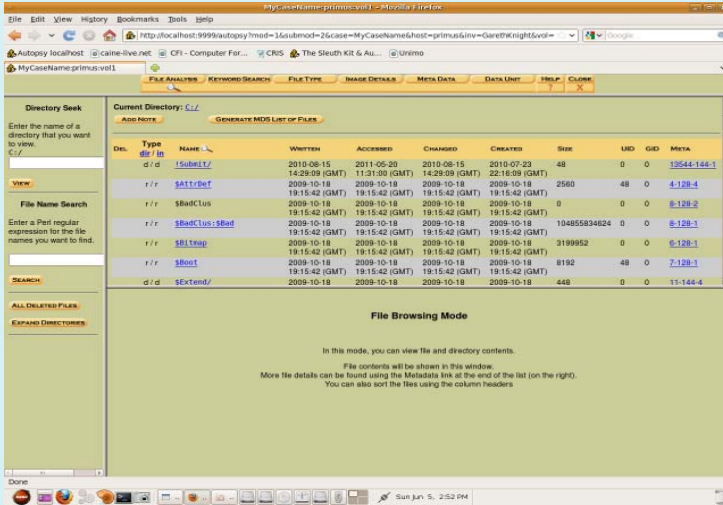 MyCaseName:primus:vol1 - Mozilla Firefox
File Edit View History Bookmarks Tools Help
http://localhost:9999/autopsy?mod=1&submod=2&case=MyCaseName&host=primus&inv=GarethKnight&vol=
Google
Autopsy localhost caine-live.net CFI - Computer For... CRIS The Sleuth Kit & Au... Unimo
MyCaseName:primus:vol1
FILE ANALYSIS KEYWORD SEARCH FILE TYPE IMAGE DETAILS META DATA DATA UNIT HELP CLOSE
? X
Directory Seek
Enter the name of a
directory that you want
to view.
C:/
VIEW
File Name Search
Enter a Perl regular
expression for the file
names you want to find.
SEARCH
ALL DELETED FILES
EXPAND DIRECTORIES
Current Directory: C:/
ADD NOTE GENERATE MD5 LIST OF FILES
DEL Type NAME WRITTEN ACCESSED CHANGED CREATED SIZE UID GID META
dir / in
d / d !Submit/ 2010-08-15 2011-05-20 2010-08-15 2010-07-23 48 0 0 13544-144-1
14:29:09 (GMT) 11:31:00 (GMT) 14:29:09 (GMT) 22:16:09 (GMT)
r / r $AttrDef 2009-10-18 2009-10-18 2009-10-18 2009-10-18 2560 48 0 4-128-4
19:15:42 (GMT) 19:15:42 (GMT) 19:15:42 (GMT) 19:15:42 (GMT)
r / r $BadClus 2009-10-18 2009-10-18 2009-10-18 2009-10-18 0 0 0 8-128-2
19:15:42 (GMT) 19:15:42 (GMT) 19:15:42 (GMT) 19:15:42 (GMT)
r / r $BadClus:$Bad 2009-10-18 2009-10-18 2009-10-18 2009-10-18 104855834624 0 0 8-128-1
19:15:42 (GMT) 19:15:42 (GMT) 19:15:42 (GMT) 19:15:42 (GMT)
r / r $Bitmap 2009-10-18 2009-10-18 2009-10-18 2009-10-18 3199952 0 0 6-128-1
19:15:42 (GMT) 19:15:42 (GMT) 19:15:42 (GMT) 19:15:42 (GMT)
r / r $Boot 2009-10-18 2009-10-18 2009-10-18 2009-10-18 8192 48 0 7-128-1
19:15:42 (GMT) 19:15:42 (GMT) 19:15:42 (GMT) 19:15:42 (GMT)
d / d $Extend/ 2009-10-18 2009-10-18 2009-10-18 2009-10-18 448 0 0 11-144-4
File Browsing Mode
In this mode, you can view file and directory contents.
File contents will be shown in this window.
More file details can be found using the Metadata link at the end of the list (on the right).
You can also sort the files using the column headers
Done
Sun Jun 5, 2:52 PM